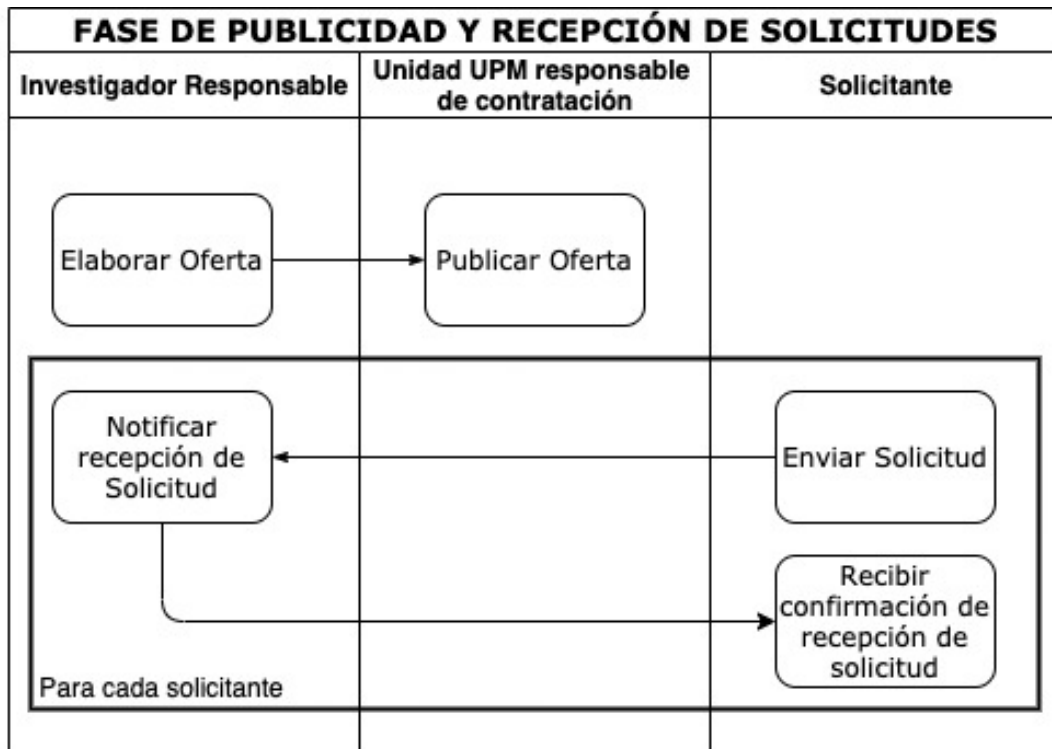 FASE DE PUBLICIDAD Y RECEPCIÓN DE SOLICITUDES
Investigador Responsable
Unidad UPM responsable
de contratación
Solicitante
Elaborar Oferta
Publicar Oferta
Notificar
recepción de
Solicitud
Enviar Solicitud
Recibir
confirmación de
recepción de
solicitud
Para cada solicitante